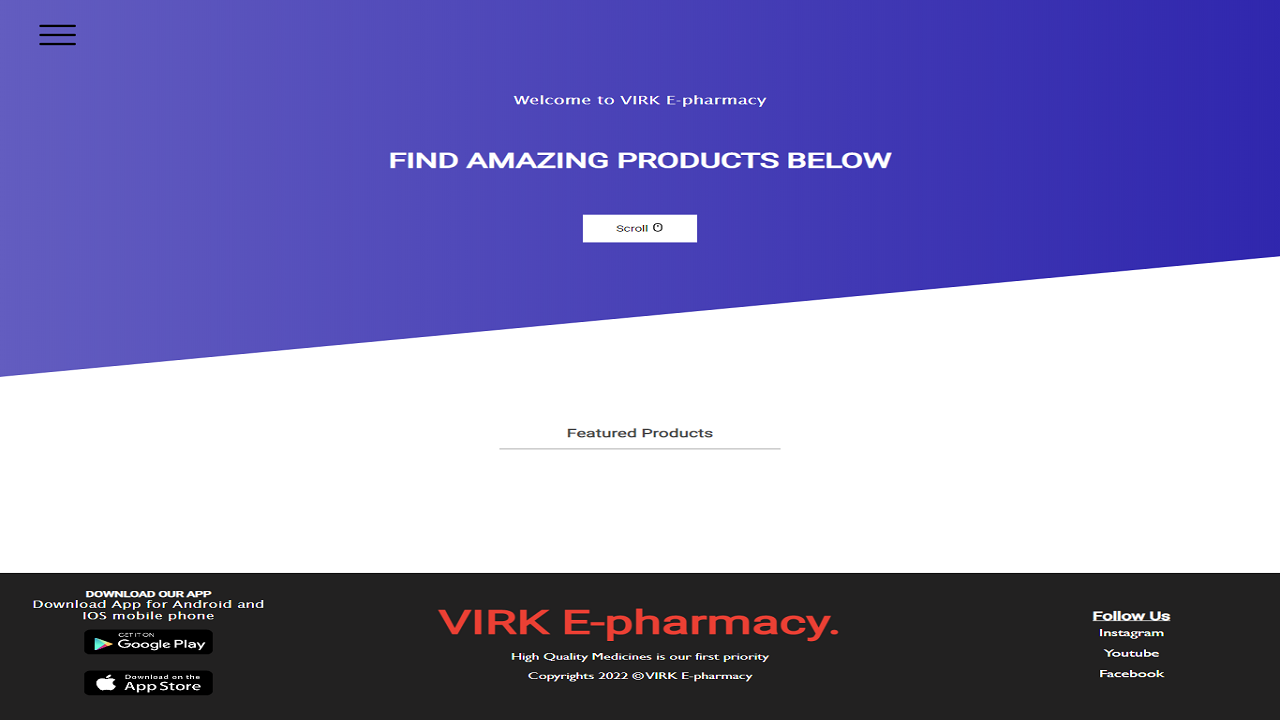 Welcome to VIRK E-pharmacy
FIND AMAZING PRODUCTS BELOW
Scroll
Featured Products
DOWNLOAD OUR APP
Download App for Android and
IOS mobile phone
GET IT ON
Google Play
Download on the
App Store
VIRK E-pharmacy.
High Quality Medicines is our first priority
Copyrights 2022 ©VIRK E-pharmacy
Follow Us
Instagram
Youtube
Facebook